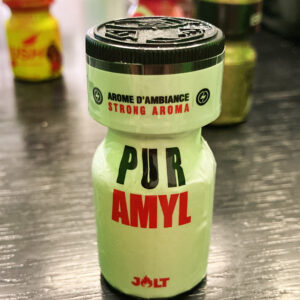 AROME D'AMBIANCE
STRONG AROMA
PUR
AMYL
JOLT